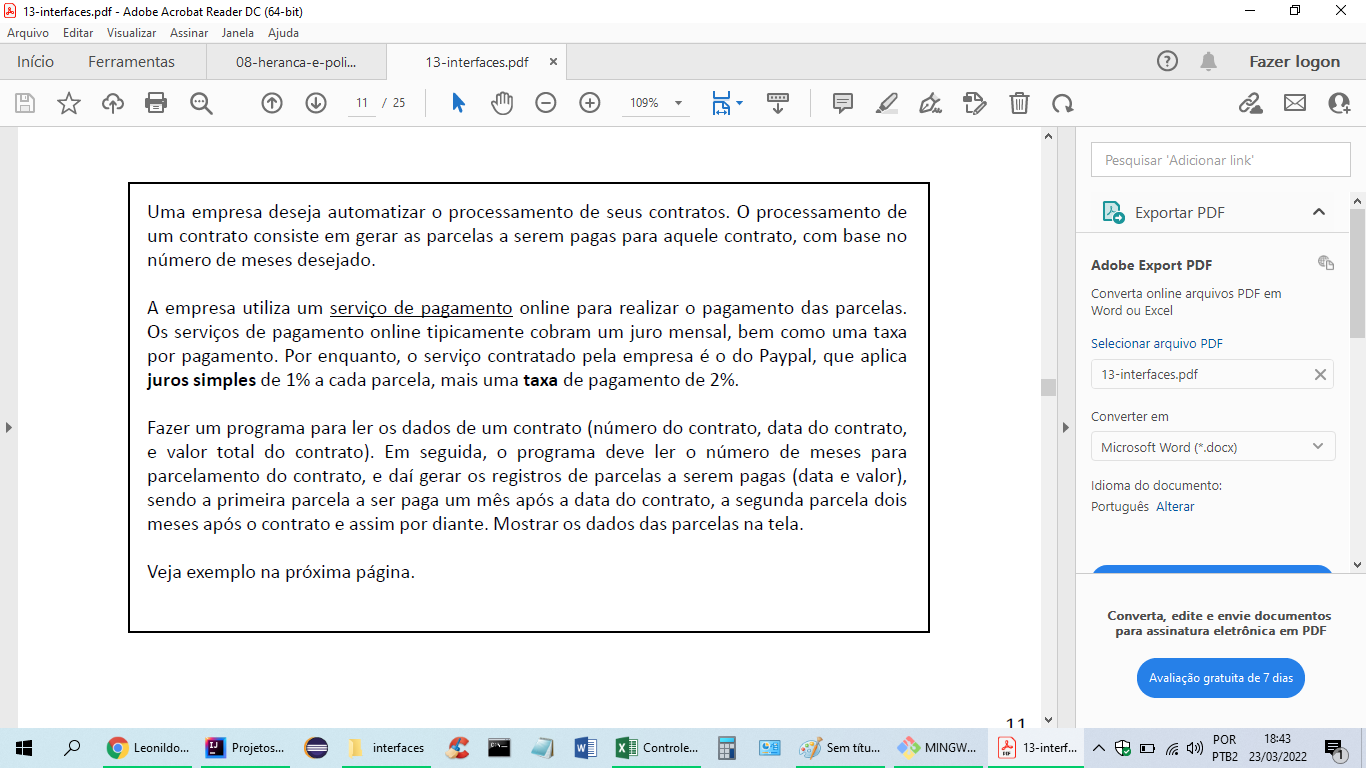 13-interfaces.pdf - Adobe Acrobat Reader DC (64-bit)
Arquivo Editar Visualizar Assinar Janela Ajuda
Início Ferramentas 08-heranca-e-poli... 13-interfaces.pdf × Fazer logon
11 / 25 109%
Pesquisar 'Adicionar link'
Exportar PDF
Adobe Export PDF
Converta online arquivos PDF em
Word ou Excel
Selecionar arquivo PDF
13-interfaces.pdf
Converter em
Microsoft Word (*.docx)
Idioma do documento:
Português Alterar
Converta, edite e envie documentos
para assinatura eletrônica em PDF
Avaliação gratuita de 7 dias
Uma empresa deseja automatizar o processamento de seus contratos. O processamento de
um contrato consiste em gerar as parcelas a serem pagas para aquele contrato, com base no
número de meses desejado.
A empresa utiliza um serviço de pagamento online para realizar o pagamento das parcelas.
Os serviços de pagamento online tipicamente cobram um juro mensal, bem como uma taxa
por pagamento. Por enquanto, o serviço contratado pela empresa é o do Paypal, que aplica
juros simples de 1% a cada parcela, mais uma taxa de pagamento de 2%.
Fazer um programa para ler os dados de um contrato (número do contrato, data do contrato,
e valor total do contrato). Em seguida, o programa deve ler o número de meses para
parcelamento do contrato, e daí gerar os registros de parcelas a serem pagas (data e valor),
sendo a primeira parcela a ser paga um mês após a data do contrato, a segunda parcela dois
meses após o contrato e assim por diante. Mostrar os dados das parcelas na tela.
Veja exemplo na próxima página.
11
Leonildo... Projetos... interfaces Controle... Sem títu... MINGW... 13-interf...
POR
PTB2
18:43
23/03/2022
1